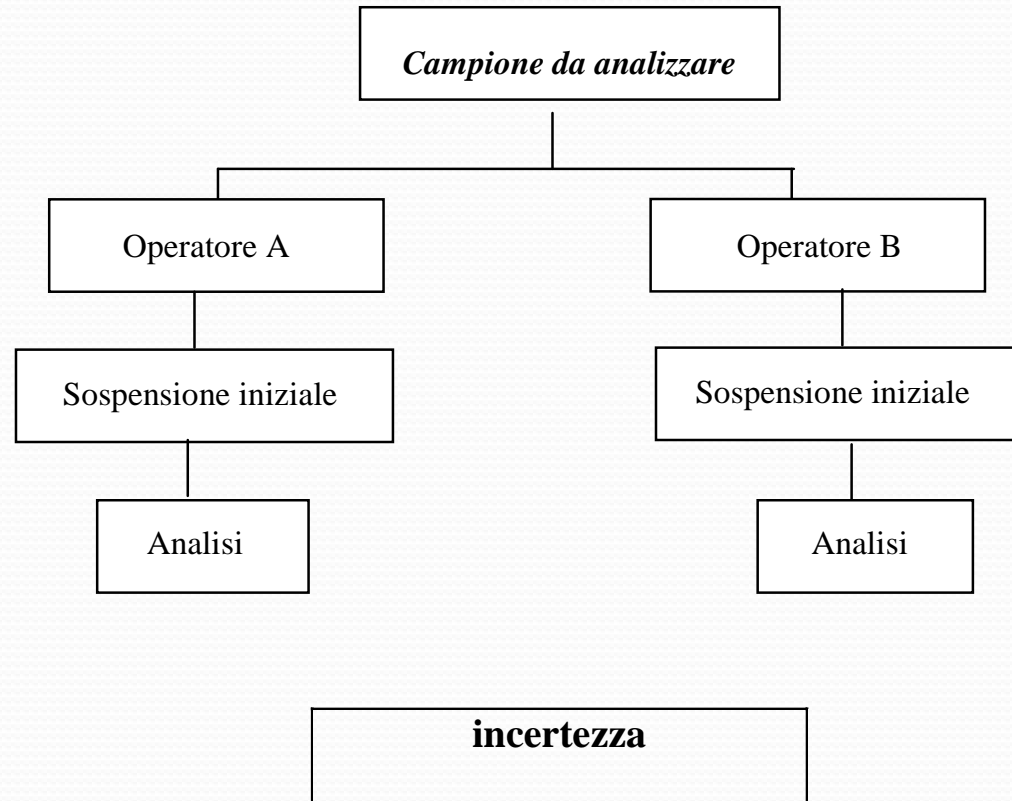 Campione da analizzare
Operatore A
Operatore B
Sospensione iniziale
Sospensione iniziale
Analisi
Analisi
incertezza